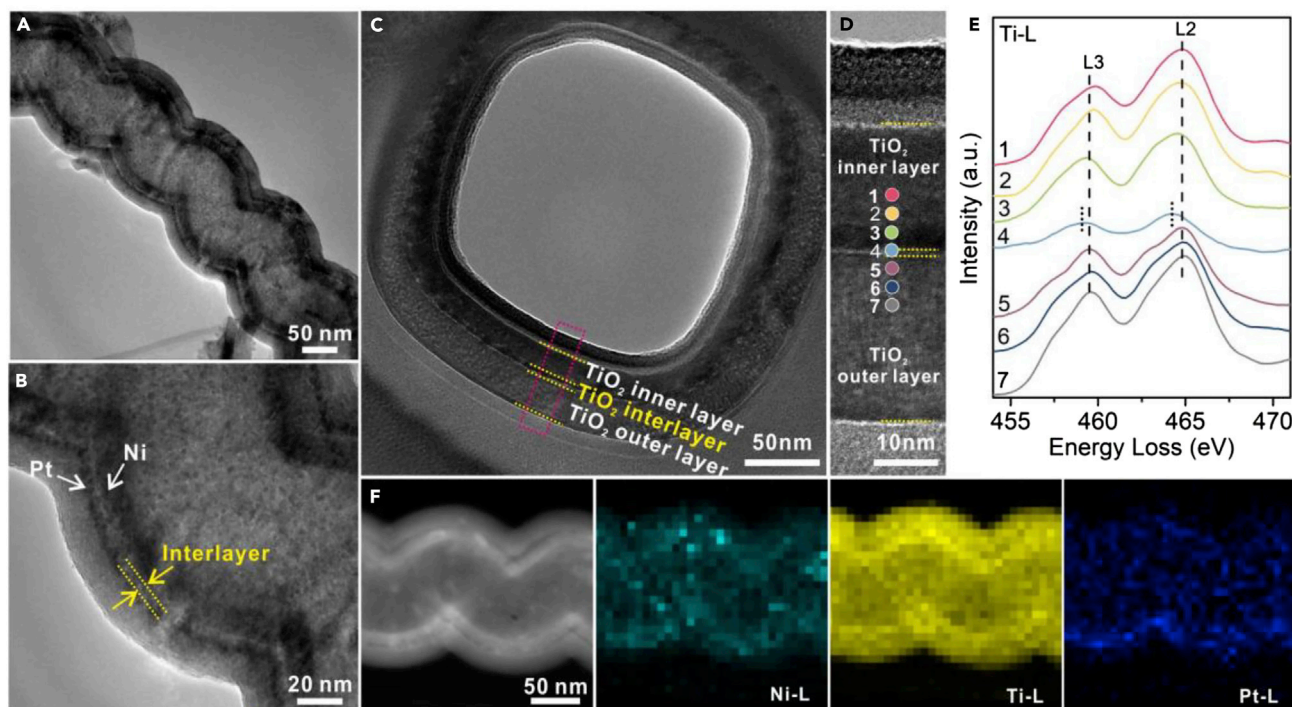 A
50 nm
B
Pt
Ni
Interlayer
20 nm
C
TiO2 inner layer
TiO2 interlayer
TiO2 outer layer
50nm
D
TiO2
inner layer
1
2
3
4
5
6
7
TiO2
outer layer
10nm
E
Ti-L
L3
L2
1
2
3
4
5
6
7
Intensity (a.u.)
455 460 465 470
Energy Loss (eV)
F
50 nm
Ni-L
Ti-L
Pt-L